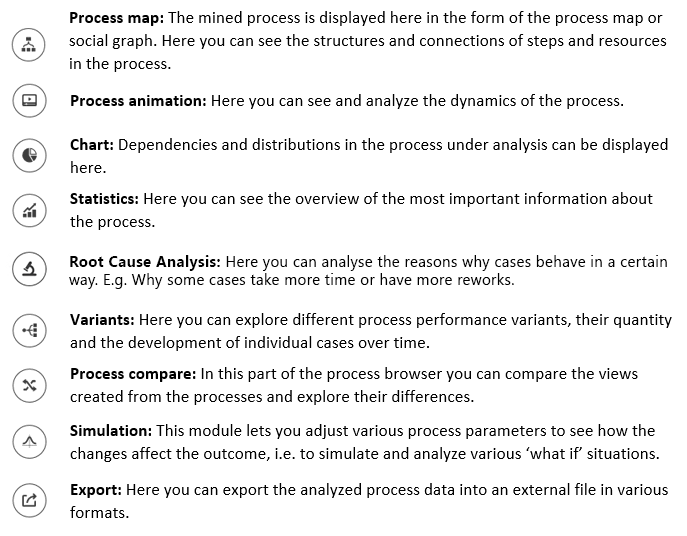 Process map: The mined process is displayed here in the form of the process map or
social graph. Here you can see the structures and connections of steps and resources
in the process.
Process animation: Here you can see and analyze the dynamics of the process.
Chart: Dependencies and distributions in the process under analysis can be displayed
here.
Statistics: Here you can see the overview of the most important information about
the process.
Root Cause Analysis: Here you can analyse the reasons why cases behave in a certain
way. E.g. Why some cases take more time or have more reworks.
Variants: Here you can explore different process performance variants, their quantity
and the development of individual cases over time.
Process compare: In this part of the process browser you can compare the views
created from the processes and explore their differences.
Simulation: This module lets you adjust various process parameters to see how the
changes affect the outcome, i.e. to simulate and analyze various ‘what if’ situations.
Export: Here you can export the analyzed process data into an external file in various
formats.